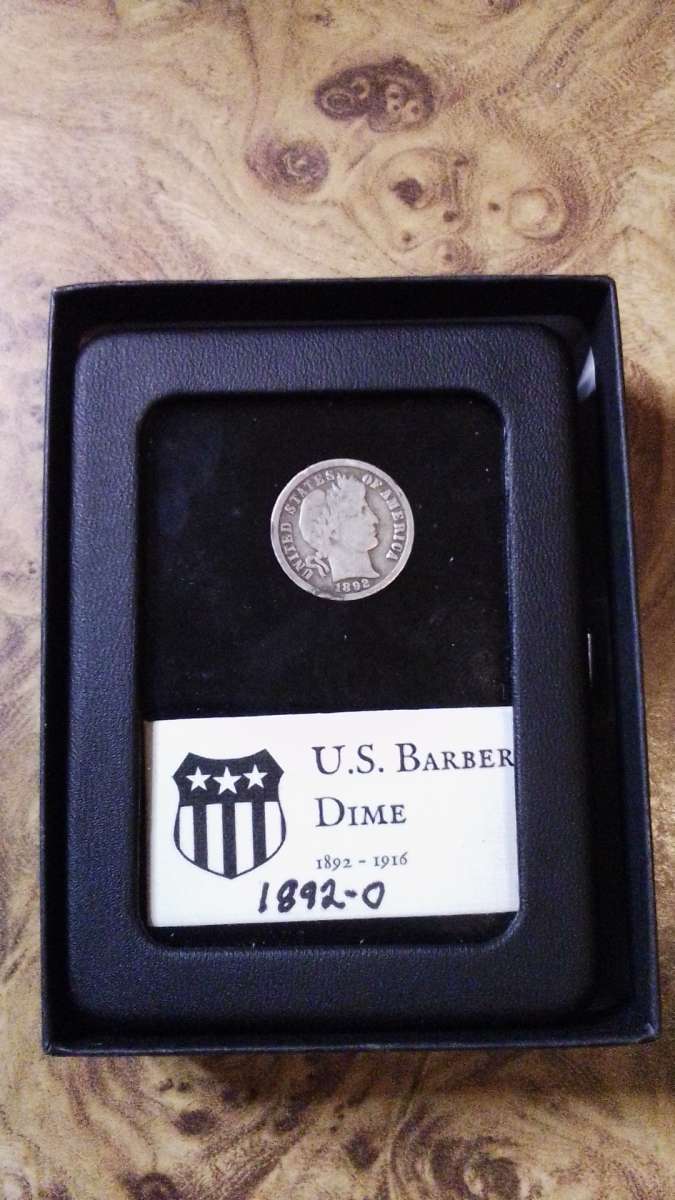 UNITED STATES OF AMERICA
1892
U.S. BARBER
DIME
1892 - 1916
1892-O